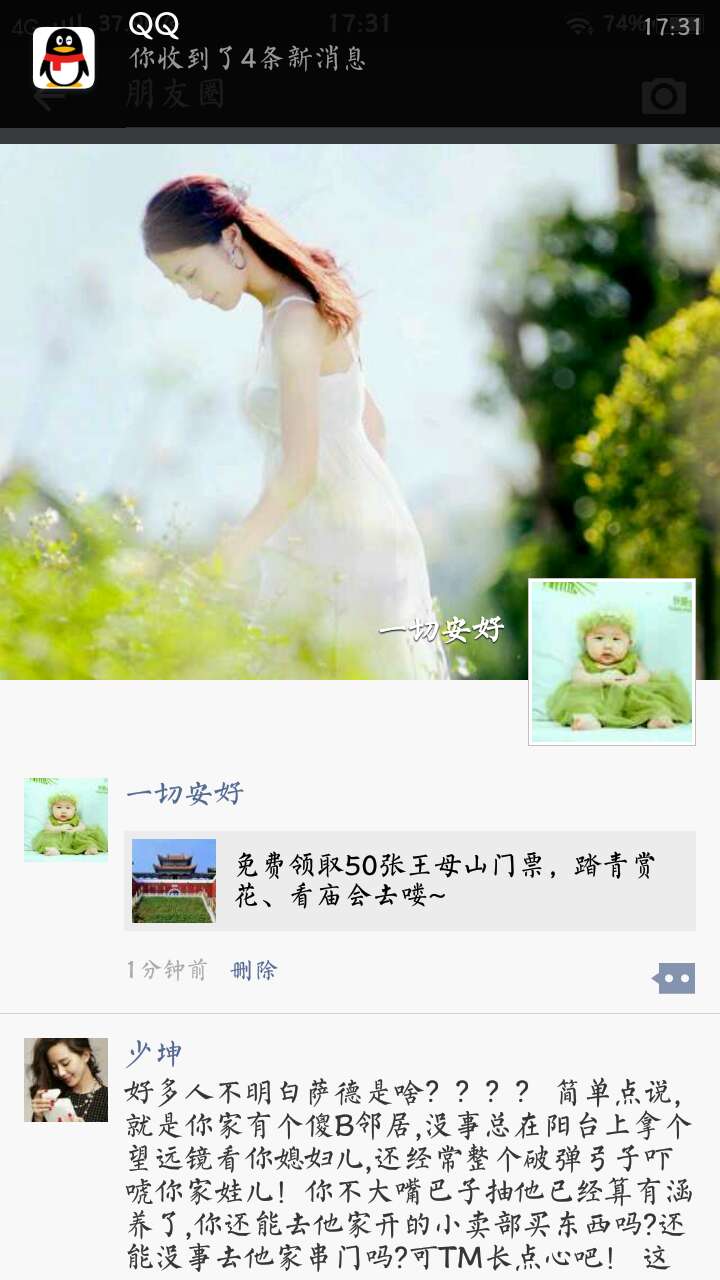 4G 37. 17:31 74% 17:31
QQ
你收到了4条新消息
朋友圈
一切安好
一切安好
免费领取50张王母山门票，踏青赏
花、看庙会去喽~
1分钟前 删除
少坤
好多人不明白萨德是啥？？？？ 简单点说,
就是你家有个傻B邻居,没事总在阳台上拿个
望远镜看你媳妇儿,还经常整个破弹弓子吓
唬你家娃儿！你不大嘴巴子抽他已经算有涵
养了,你还能去他家开的小卖部买东西吗?还
能没事去他家串门吗?可TM长点心吧！ 这